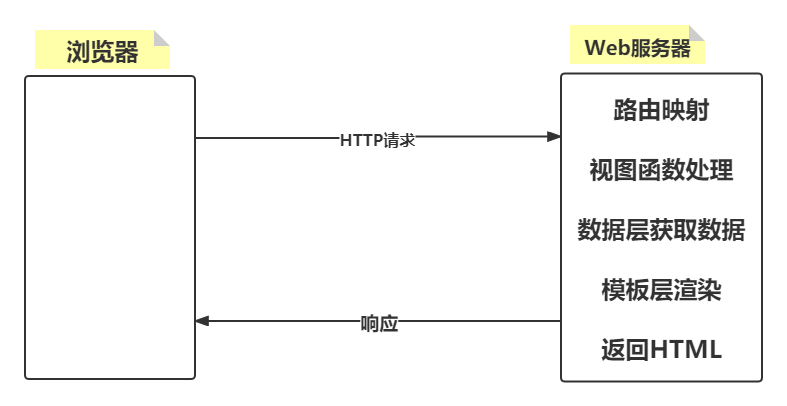 浏览器
Web服务器
路由映射
HTTP请求
视图函数处理
数据层获取数据
模板层渲染
响应
返回HTML